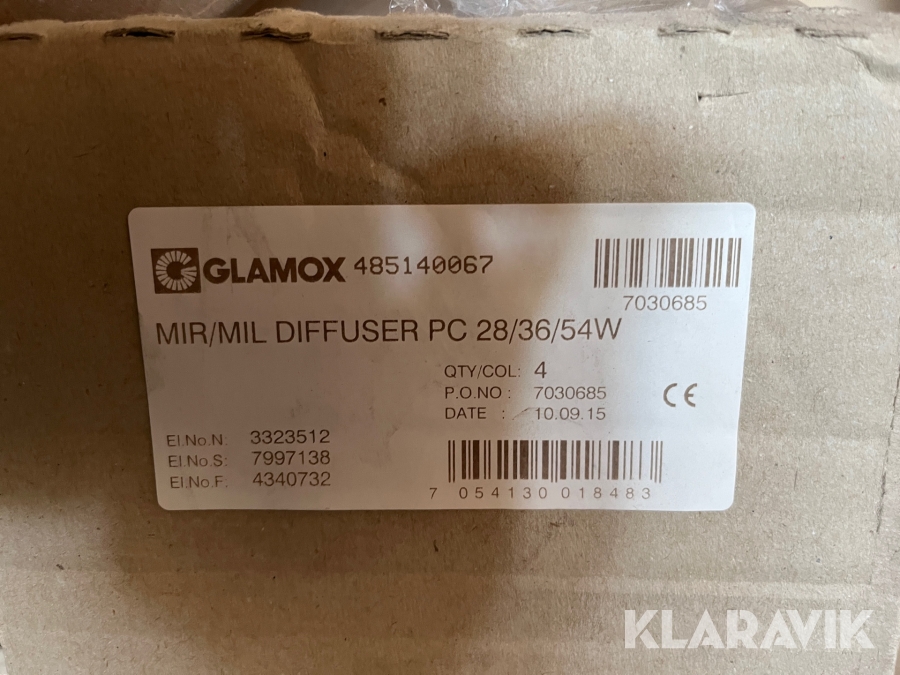 GLAMOX 485140067
7030685
MIR/MIL DIFFUSER PC 28/36/54W
QTY/COL: 4
P.O.NO : 7030685
DATE : 10.09.15
CE
El.No.N: 3323512
El.No.S: 7997138
El.No.F: 4340732
7 054130 018483
KLARAVIK